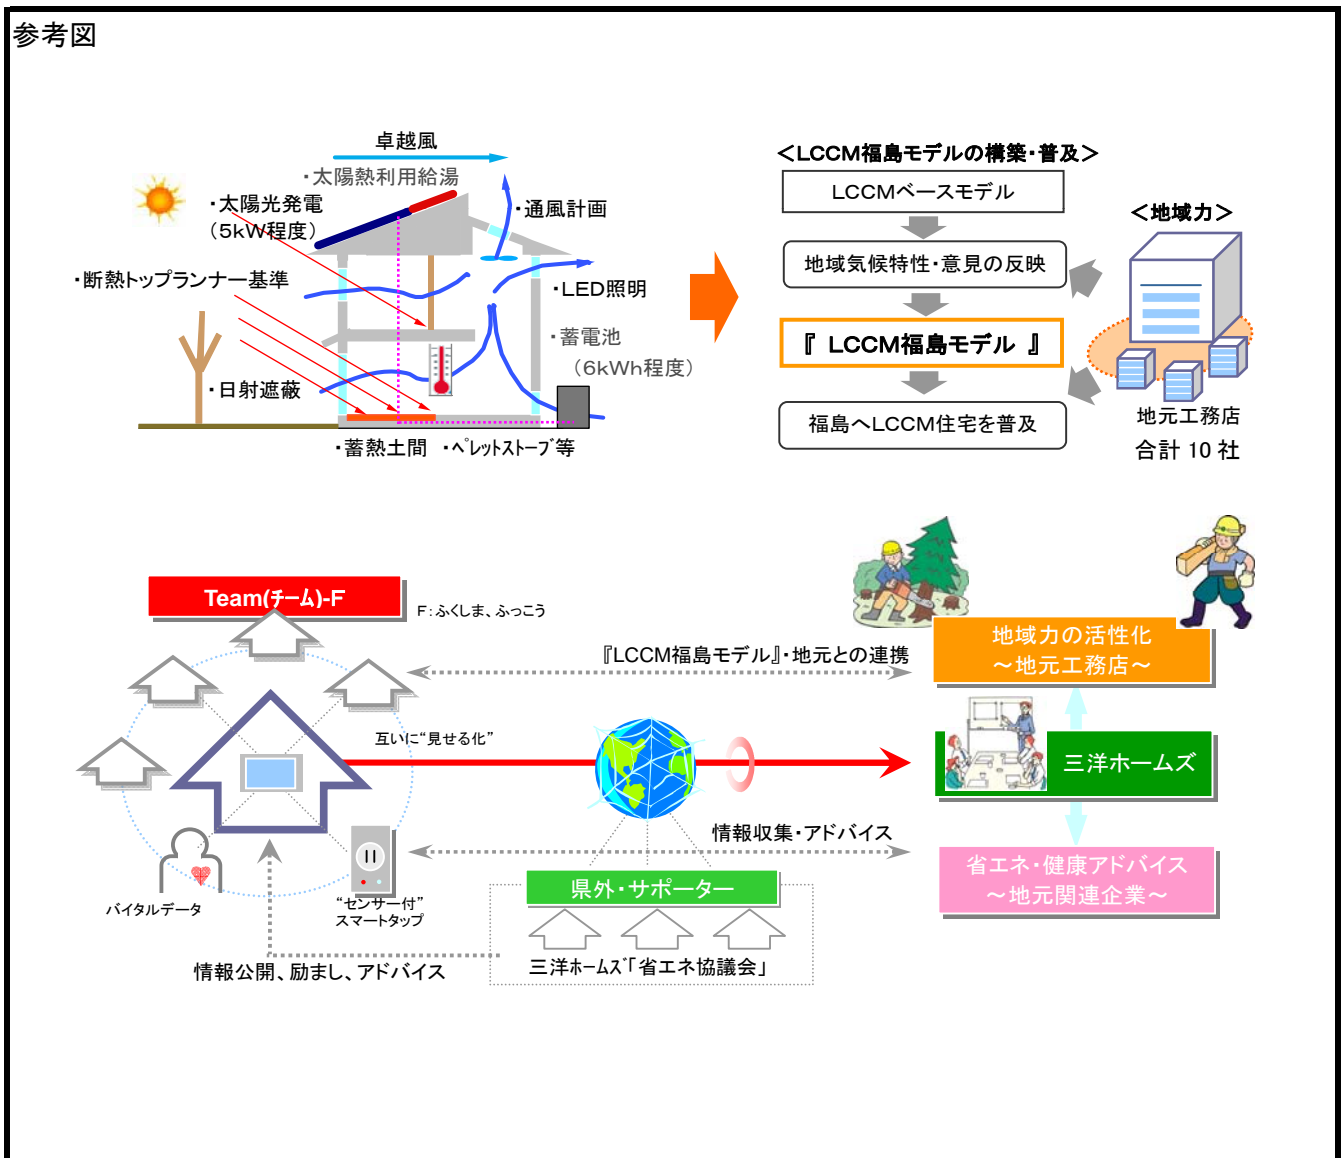 参考図
卓越風
・太陽熱利用給湯
・太陽光発電
(5kW程度)
・通風計画
・断熱トップランナー基準
・LED照明
・蓄電池
(6kWh程度)
・日射遮蔽
・蓄熱土間
・ペレットストーブ等
＜LCCM福島モデルの構築・普及＞
LCCMベースモデル
地域気候特性・意見の反映
『 LCCM福島モデル 』
福島へLCCM住宅を普及
＜地域力＞
地元工務店
合計 10 社
Team(チーム)-F
F：ふくしま、ふっこう
『LCCM福島モデル』・地元との連携
地域力の活性化
～地元工務店～
互いに“見せる化”
三洋ホームズ
情報収集・アドバイス
県外・サポーター
省エネ・健康アドバイス
～地元関連企業～
バイタルデータ
“センサー付”
スマートタップ
三洋ホームズ「省エネ協議会」
情報公開、励まし、アドバイス